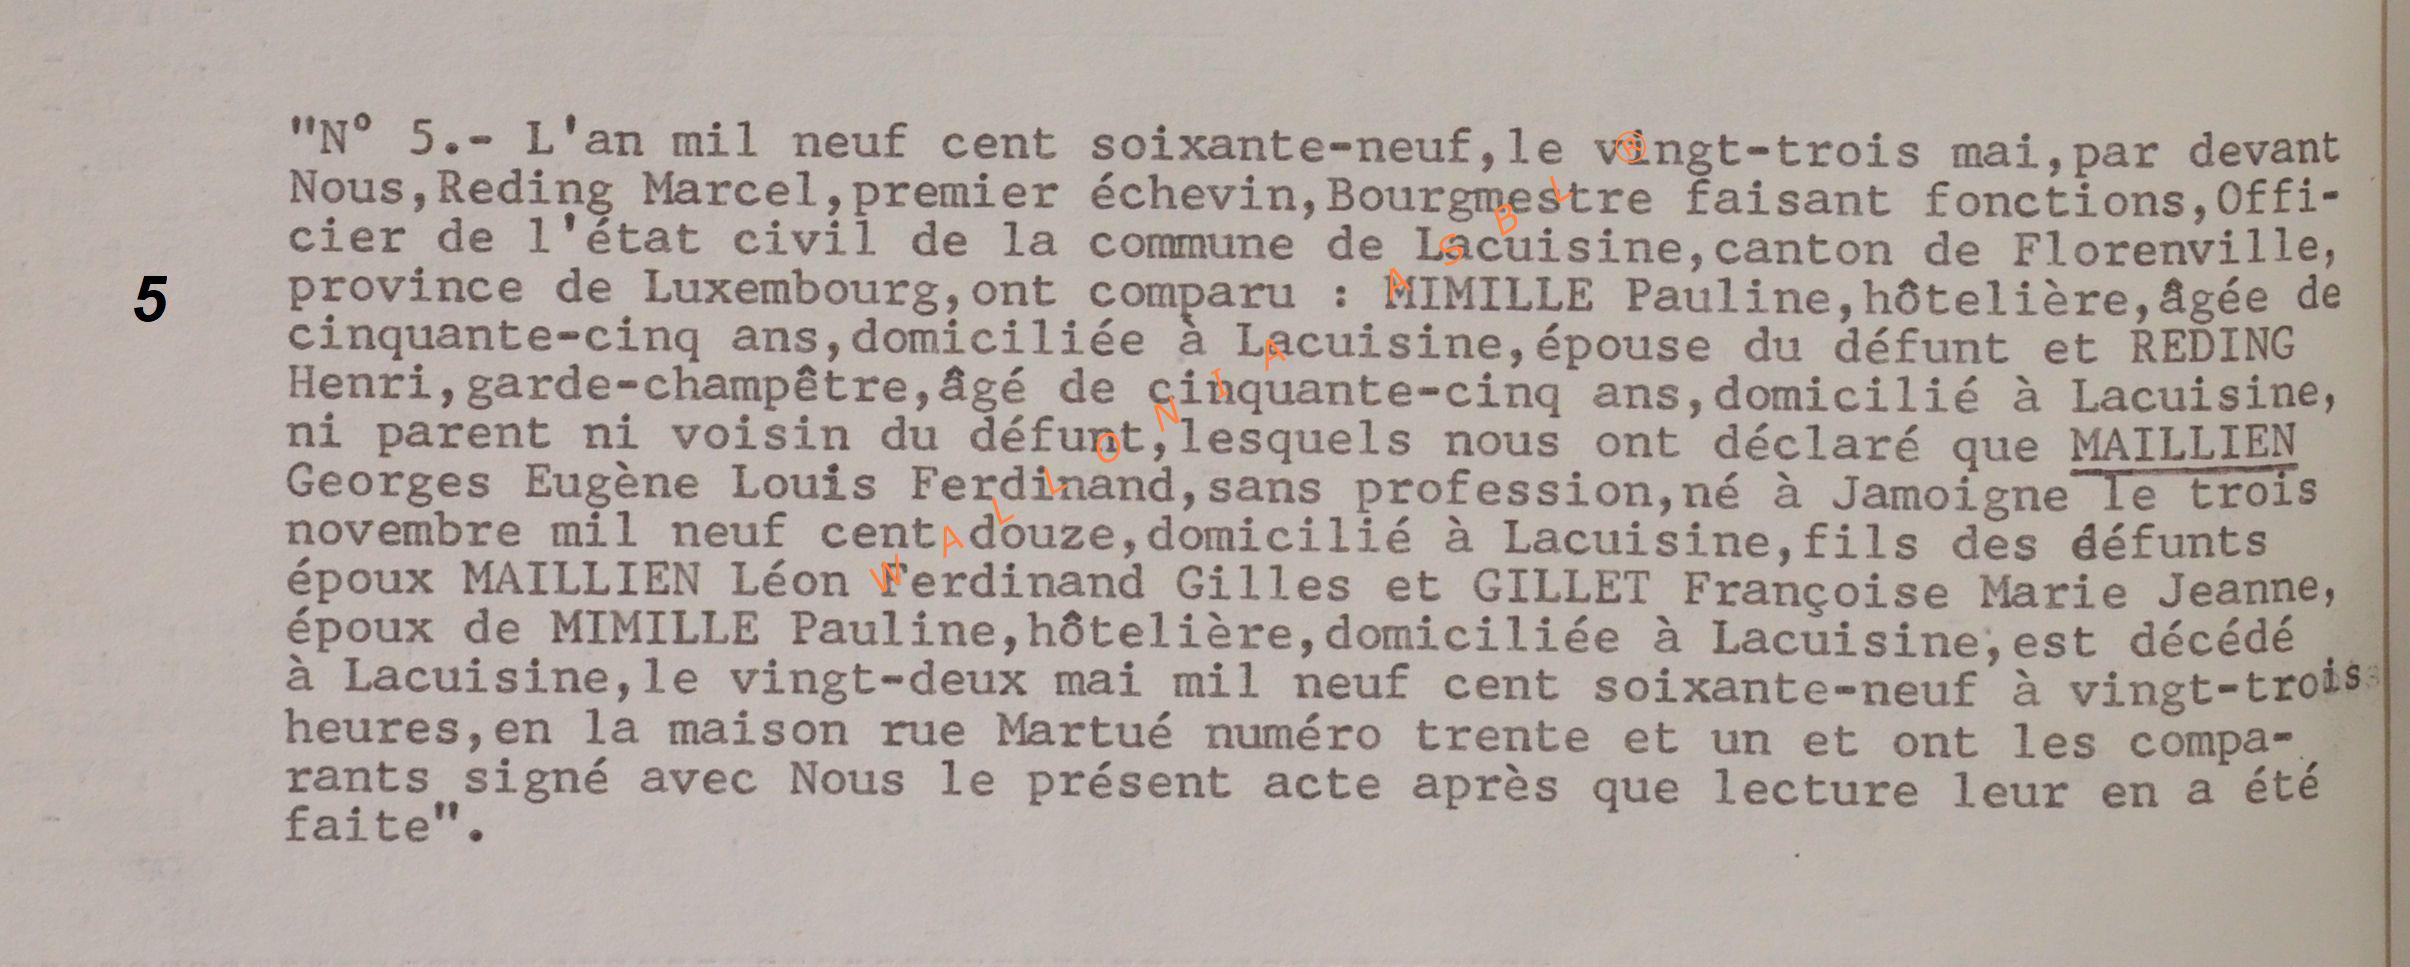 "N° 5.- L'an mil neuf cent soixante-neuf,le vingt-trois mai,par devant
Nous,Reding Marcel,premier échevin,Bourgmestre faisant fonctions,Offi-
cier de l'état civil de la commune de Lacuisine,canton de Florenville,
5
province de Luxembourg,ont comparu : MIMILLE Pauline,hôtelière,âgée de
cinquante-cinq ans,domiciliée à Lacuisine,épouse du défunt et REDING
Henri,garde-champêtre,âgé de cinquante-cinq ans,domicilié à Lacuisine,
ni parent ni voisin du défunt,lesquels nous ont déclaré que MAILLIEN
Georges Eugène Louis Ferdinand,sans profession,né à Jamoigne le trois
novembre mil neuf cent douze,domicilié à Lacuisine,fils des défunts
époux MAILLIEN Léon Ferdinand Gilles et GILLET Françoise Marie Jeanne,
époux de MIMILLE Pauline,hôtelière,domiciliée à Lacuisine,est décédé
à Lacuisine,le vingt-deux mai mil neuf cent soixante-neuf à vingt-trois
heures,en la maison rue Martué numéro trente et un et ont les compa-
rants signé avec Nous le présent acte après que lecture leur en a été
faite".
WALLONIA ASBL ®